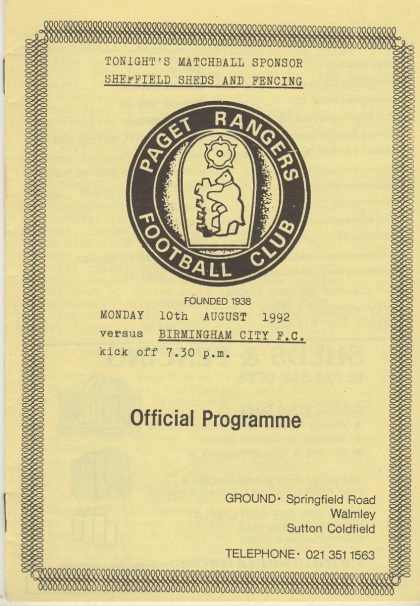 TONIGHT'S MATCHBALL SPONSOR
SHEFFIELD SHEDS AND FENCING
PAGET RANGERS
FOOTBALL CLUB
FOUNDED 1938
MONDAY 10th AUGUST 1992
versus BIRMINGHAM CITY F.C.
kick off 7.30 p.m.
Official Programme
GROUND· Springfield Road
Walmley
Sutton Coldfield
TELEPHONE· 021 351 1563